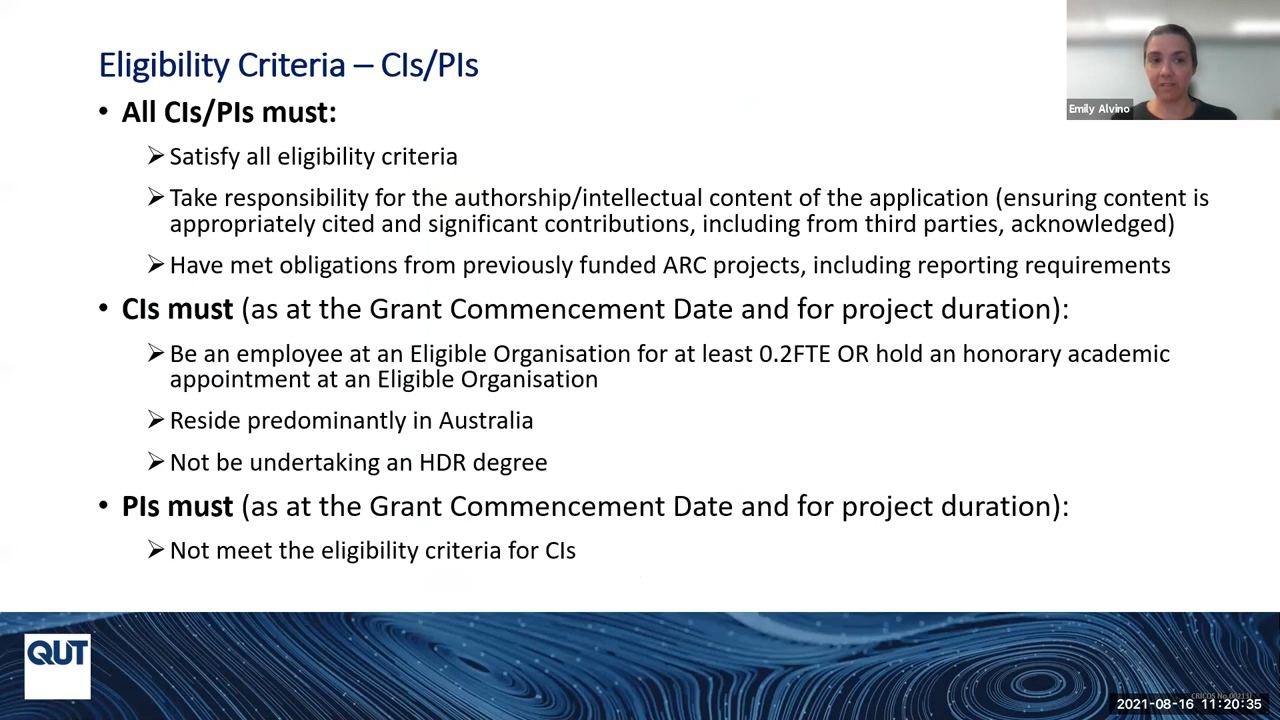 Eligibility Criteria – CIs/PIs
Emily Alvino
• All CIs/PIs must:
➢ Satisfy all eligibility criteria
➢ Take responsibility for the authorship/intellectual content of the application (ensuring content is
appropriately cited and significant contributions, including from third parties, acknowledged)
➢ Have met obligations from previously funded ARC projects, including reporting requirements
• CIs must (as at the Grant Commencement Date and for project duration):
➢ Be an employee at an Eligible Organisation for at least 0.2FTE OR hold an honorary academic
appointment at an Eligible Organisation
➢ Reside predominantly in Australia
➢ Not be undertaking an HDR degree
• PIs must (as at the Grant Commencement Date and for project duration):
➢ Not meet the eligibility criteria for CIs
QUT
CRICOS No.
2021-08-16 11:20:35